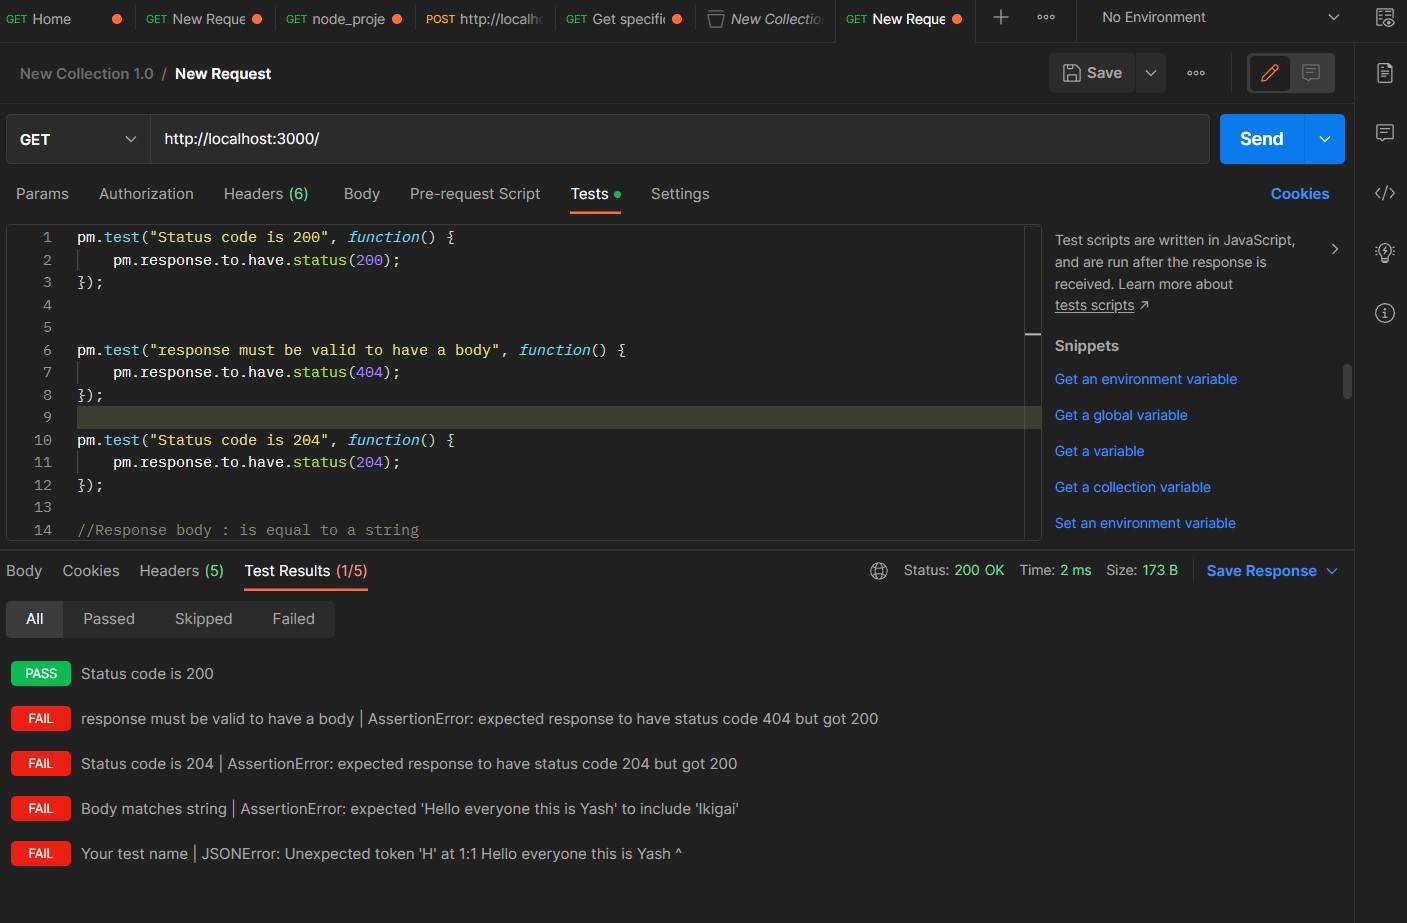 GET Home GET New Reque GET node_proje POST http://localh GET Get specific New Collectio GET New Reque No Environment
New Collection 1.0 / New Request Save
GET http://localhost:3000/ Send
Params Authorization Headers (6) Body Pre-request Script Tests Settings Cookies
1 pm.test("Status code is 200", function() {
2 pm.response.to.have.status(200);
3 });
4
5
6 pm.test("response must be valid to have a body", function() {
7 pm.response.to.have.status(404);
8 });
9
10 pm.test("Status code is 204", function() {
11 pm.response.to.have.status(204);
12 });
13
14 //Response body : is equal to a string
Test scripts are written in JavaScript,
and are run after the response is
received. Learn more about
tests scripts ↗
Snippets
Get an environment variable
Get a global variable
Get a variable
Get a collection variable
Set an environment variable
Body Cookies Headers (5) Test Results (1/5) Status: 200 OK Time: 2 ms Size: 173 B Save Response
All Passed Skipped Failed
PASS Status code is 200
FAIL response must be valid to have a body | AssertionError: expected response to have status code 404 but got 200
FAIL Status code is 204 | AssertionError: expected response to have status code 204 but got 200
FAIL Body matches string | AssertionError: expected 'Hello everyone this is Yash' to include 'Ikigai'
FAIL Your test name | JSONError: Unexpected token 'H' at 1:1 Hello everyone this is Yash ^